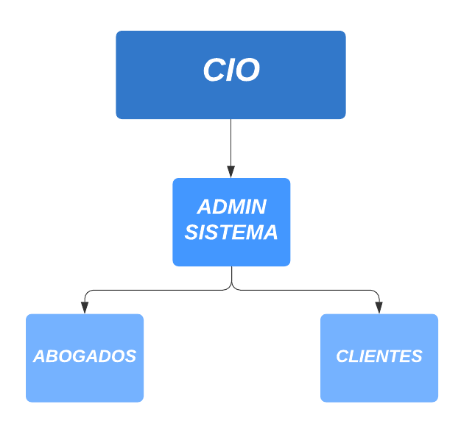 CIO
ADMIN
SISTEMA
ABOGADOS
CLIENTES